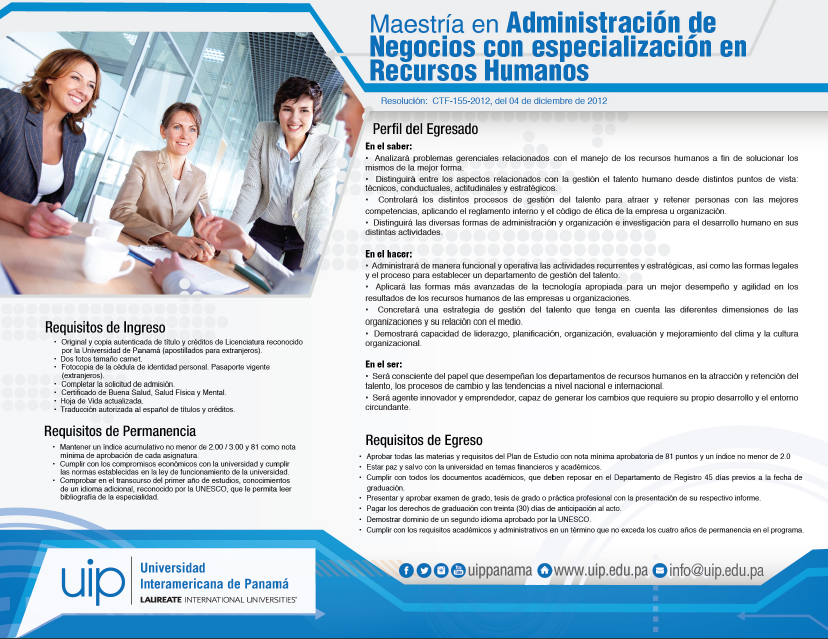 Maestría en Administración de
Negocios con especialización en
Recursos Humanos
Resolución: CTF-155-2012, del 04 de diciembre de 2012
Perfil del Egresado
En el saber:
• Analizará problemas gerenciales relacionados con el manejo de los recursos humanos a fin de solucionar los
mismos de la mejor forma.
• Distinguirá entre los aspectos relacionados con la gestión el talento humano desde distintos puntos de vista:
técnicos, conductuales, actitudinales y estratégicos.
• Controlará los distintos procesos de gestión del talento para atraer y retener personas con las mejores
competencias, aplicando el reglamento interno y el código de ética de la empresa u organización.
• Distinguirá las diversas formas de administración y organización e investigación para el desarrollo humano en sus
distintas actividades.
En el hacer:
• Administrará de manera funcional y operativa las actividades recurrentes y estratégicas, así como las formas legales
y el proceso para establecer un departamento de gestión del talento.
• Aplicará las formas más avanzadas de la tecnología apropiada para un mejor desempeño y agilidad en los
resultados de los recursos humanos de las empresas u organizaciones.
• Concretará una estrategia de gestión del talento que tenga en cuenta las diferentes dimensiones de las
organizaciones y su relación con el medio.
• Demostrará capacidad de liderazgo, planificación, organización, evaluación y mejoramiento del clima y la cultura
organizacional.
En el ser:
• Será consciente del papel que desempeñan los departamentos de recursos humanos en la atracción y retención del
talento, los procesos de cambio y las tendencias a nivel nacional e internacional.
• Será agente innovador y emprendedor, capaz de generar los cambios que requiere su propio desarrollo y el entorno
circundante.
Requisitos de Ingreso
• Original y copia autenticada de título y créditos de Licenciatura reconocido
por la Universidad de Panamá (apostillados para extranjeros).
• Dos fotos tamaño carnet.
• Fotocopia de la cédula de identidad personal. Pasaporte vigente
(extranjeros).
• Completar la solicitud de admisión.
• Certificado de Buena Salud, Salud Física y Mental.
• Hoja de Vida actualizada.
• Traducción autorizada al español de títulos y créditos.
Requisitos de Permanencia
• Mantener un índice acumulativo no menor de 2.00 / 3.00 y 81 como nota
mínima de aprobación de cada asignatura.
• Cumplir con los compromisos económicos con la universidad y cumplir
las normas establecidas en la ley de funcionamiento de la universidad.
• Comprobar en el transcurso del primer año de estudios, conocimientos
de un idioma adicional, reconocido por la UNESCO, que le permita leer
bibliografía de la especialidad.
Requisitos de Egreso
• Aprobar todas las materias y requisitos del Plan de Estudio con nota mínima aprobatoria de 81 puntos y un índice no menor de 2.0
• Estar paz y salvo con la universidad en temas financieros y académicos.
• Cumplir con todos los documentos académicos, que deben reposar en el Departamento de Registro 45 días previos a la fecha de
graduación.
• Presentar y aprobar examen de grado, tesis de grado o práctica profesional con la presentación de su respectivo informe.
• Pagar los derechos de graduación con treinta (30) días de anticipación al acto.
• Demostrar dominio de un segundo idioma aprobado por la UNESCO.
• Cumplir con los requisitos académicos y administrativos en un término que no exceda los cuatro años de permanencia en el programa.
uip
Universidad
Interamericana de Panamá
LAUREATE INTERNATIONAL UNIVERSITIES
uippanama www.uip.edu.pa info@uip.edu.pa